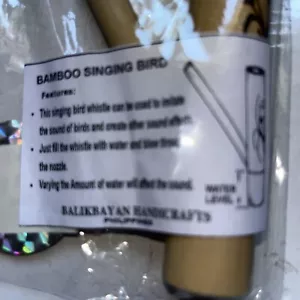 BAMBOO SINGING BIRD
Features:
• This singing bird whistle can be used to imitate
the sound of birds and create other sound effects.
• Just fill the whistle with water and blow threw
the nozzle.
• Varying the Amount of water will affect the sound.
WATER
LEVEL
BALIKBAYAN HANDICRAFTS
PHILIPPINES